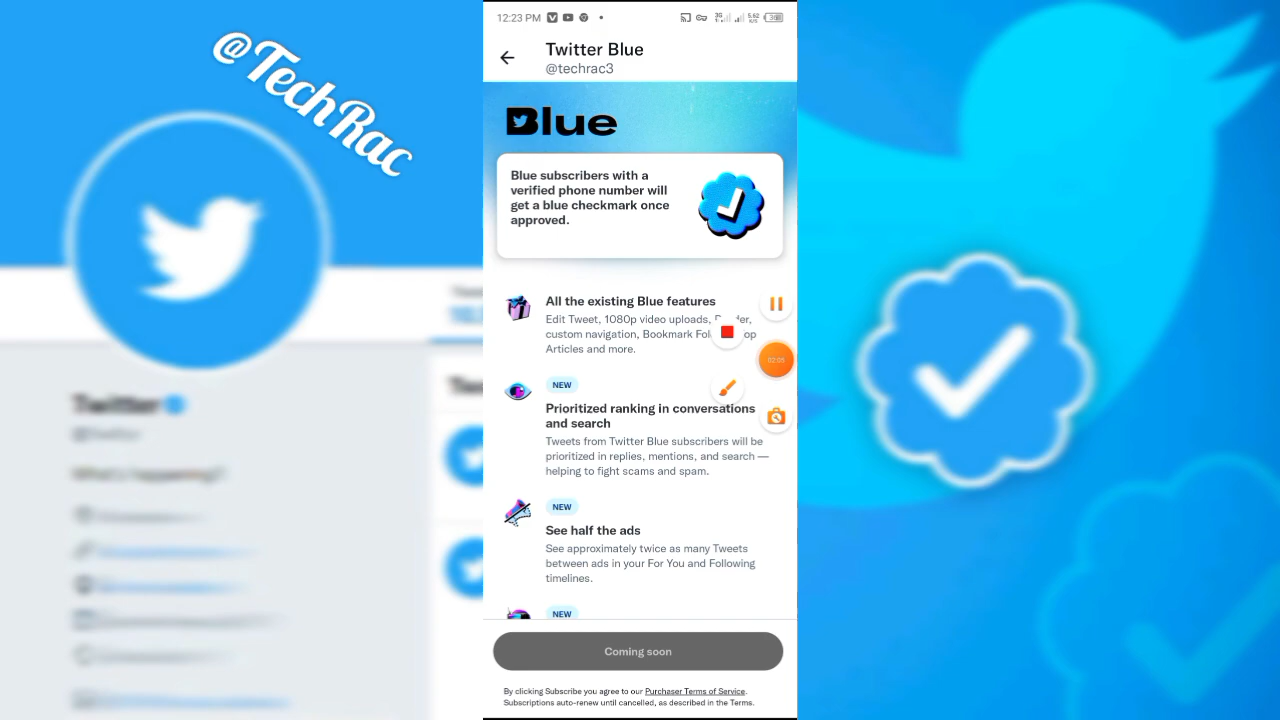 @TechRac
12:23 PM
Twitter Blue
@techrac3
Blue
Blue subscribers with a
verified phone number will
get a blue checkmark once
approved.
All the existing Blue features
Edit Tweet, 1080p video uploads,
custom navigation, Bookmark
Articles and more.
NEW
Prioritized ranking in conversations
and search
Tweets from Twitter Blue subscribers will be
prioritized in replies, mentions, and search —
helping to fight scams and spam.
NEW
See half the ads
See approximately twice as many Tweets
between ads in your For You and Following
timelines.
NEW
Coming soon
By clicking Subscribe you agree to our Purchaser Terms of Service.
Subscriptions auto-renew until cancelled, as described in the Terms.
Twitter
What's happening?